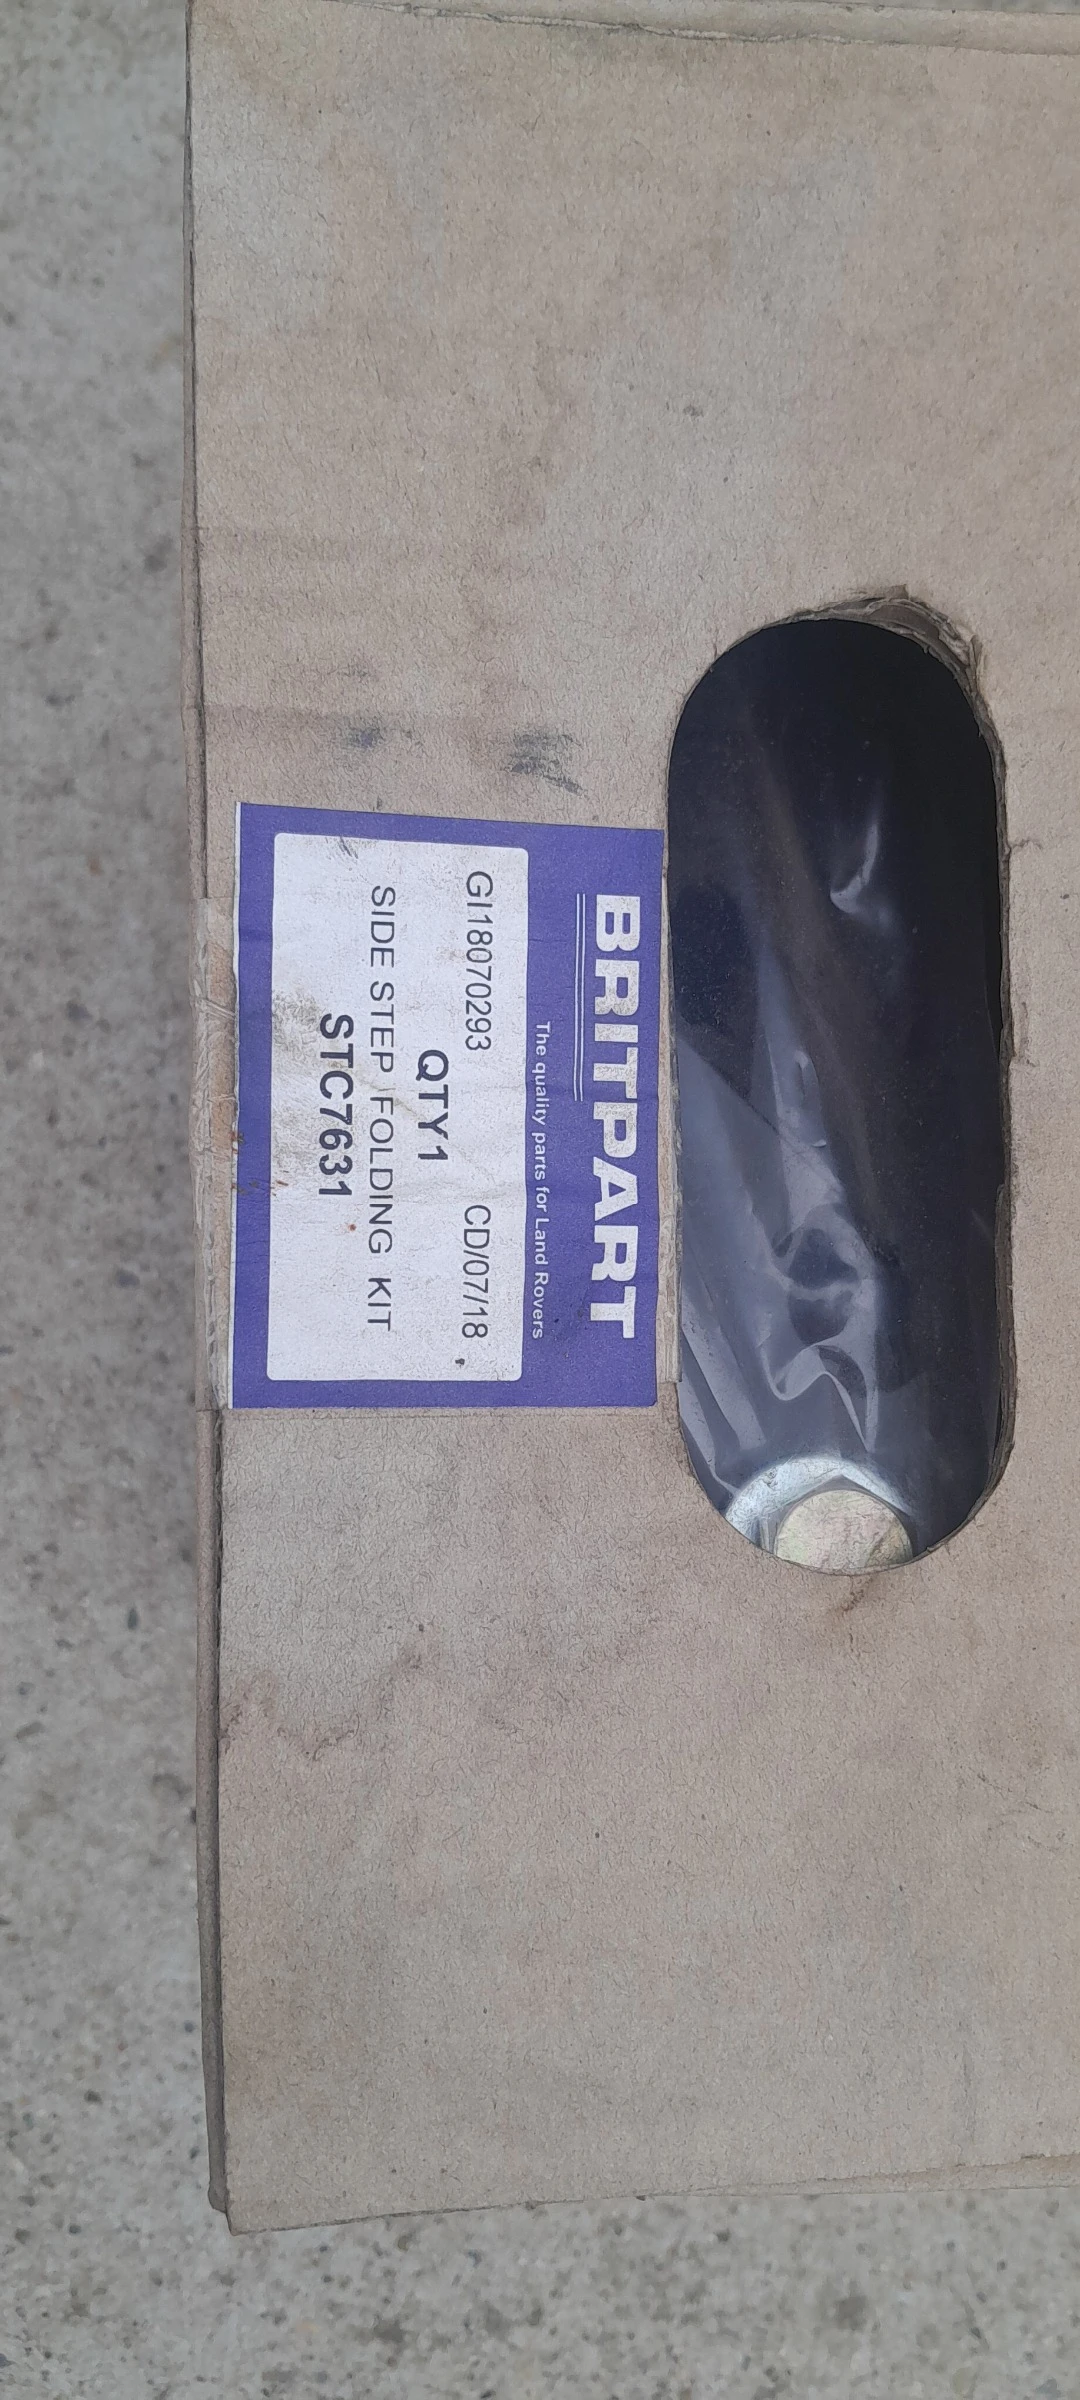 BRITPART
The quality parts for Land Rovers
GI18070293 CD/07/18
QTY1
SIDE STEP FOLDING KIT
STC7631